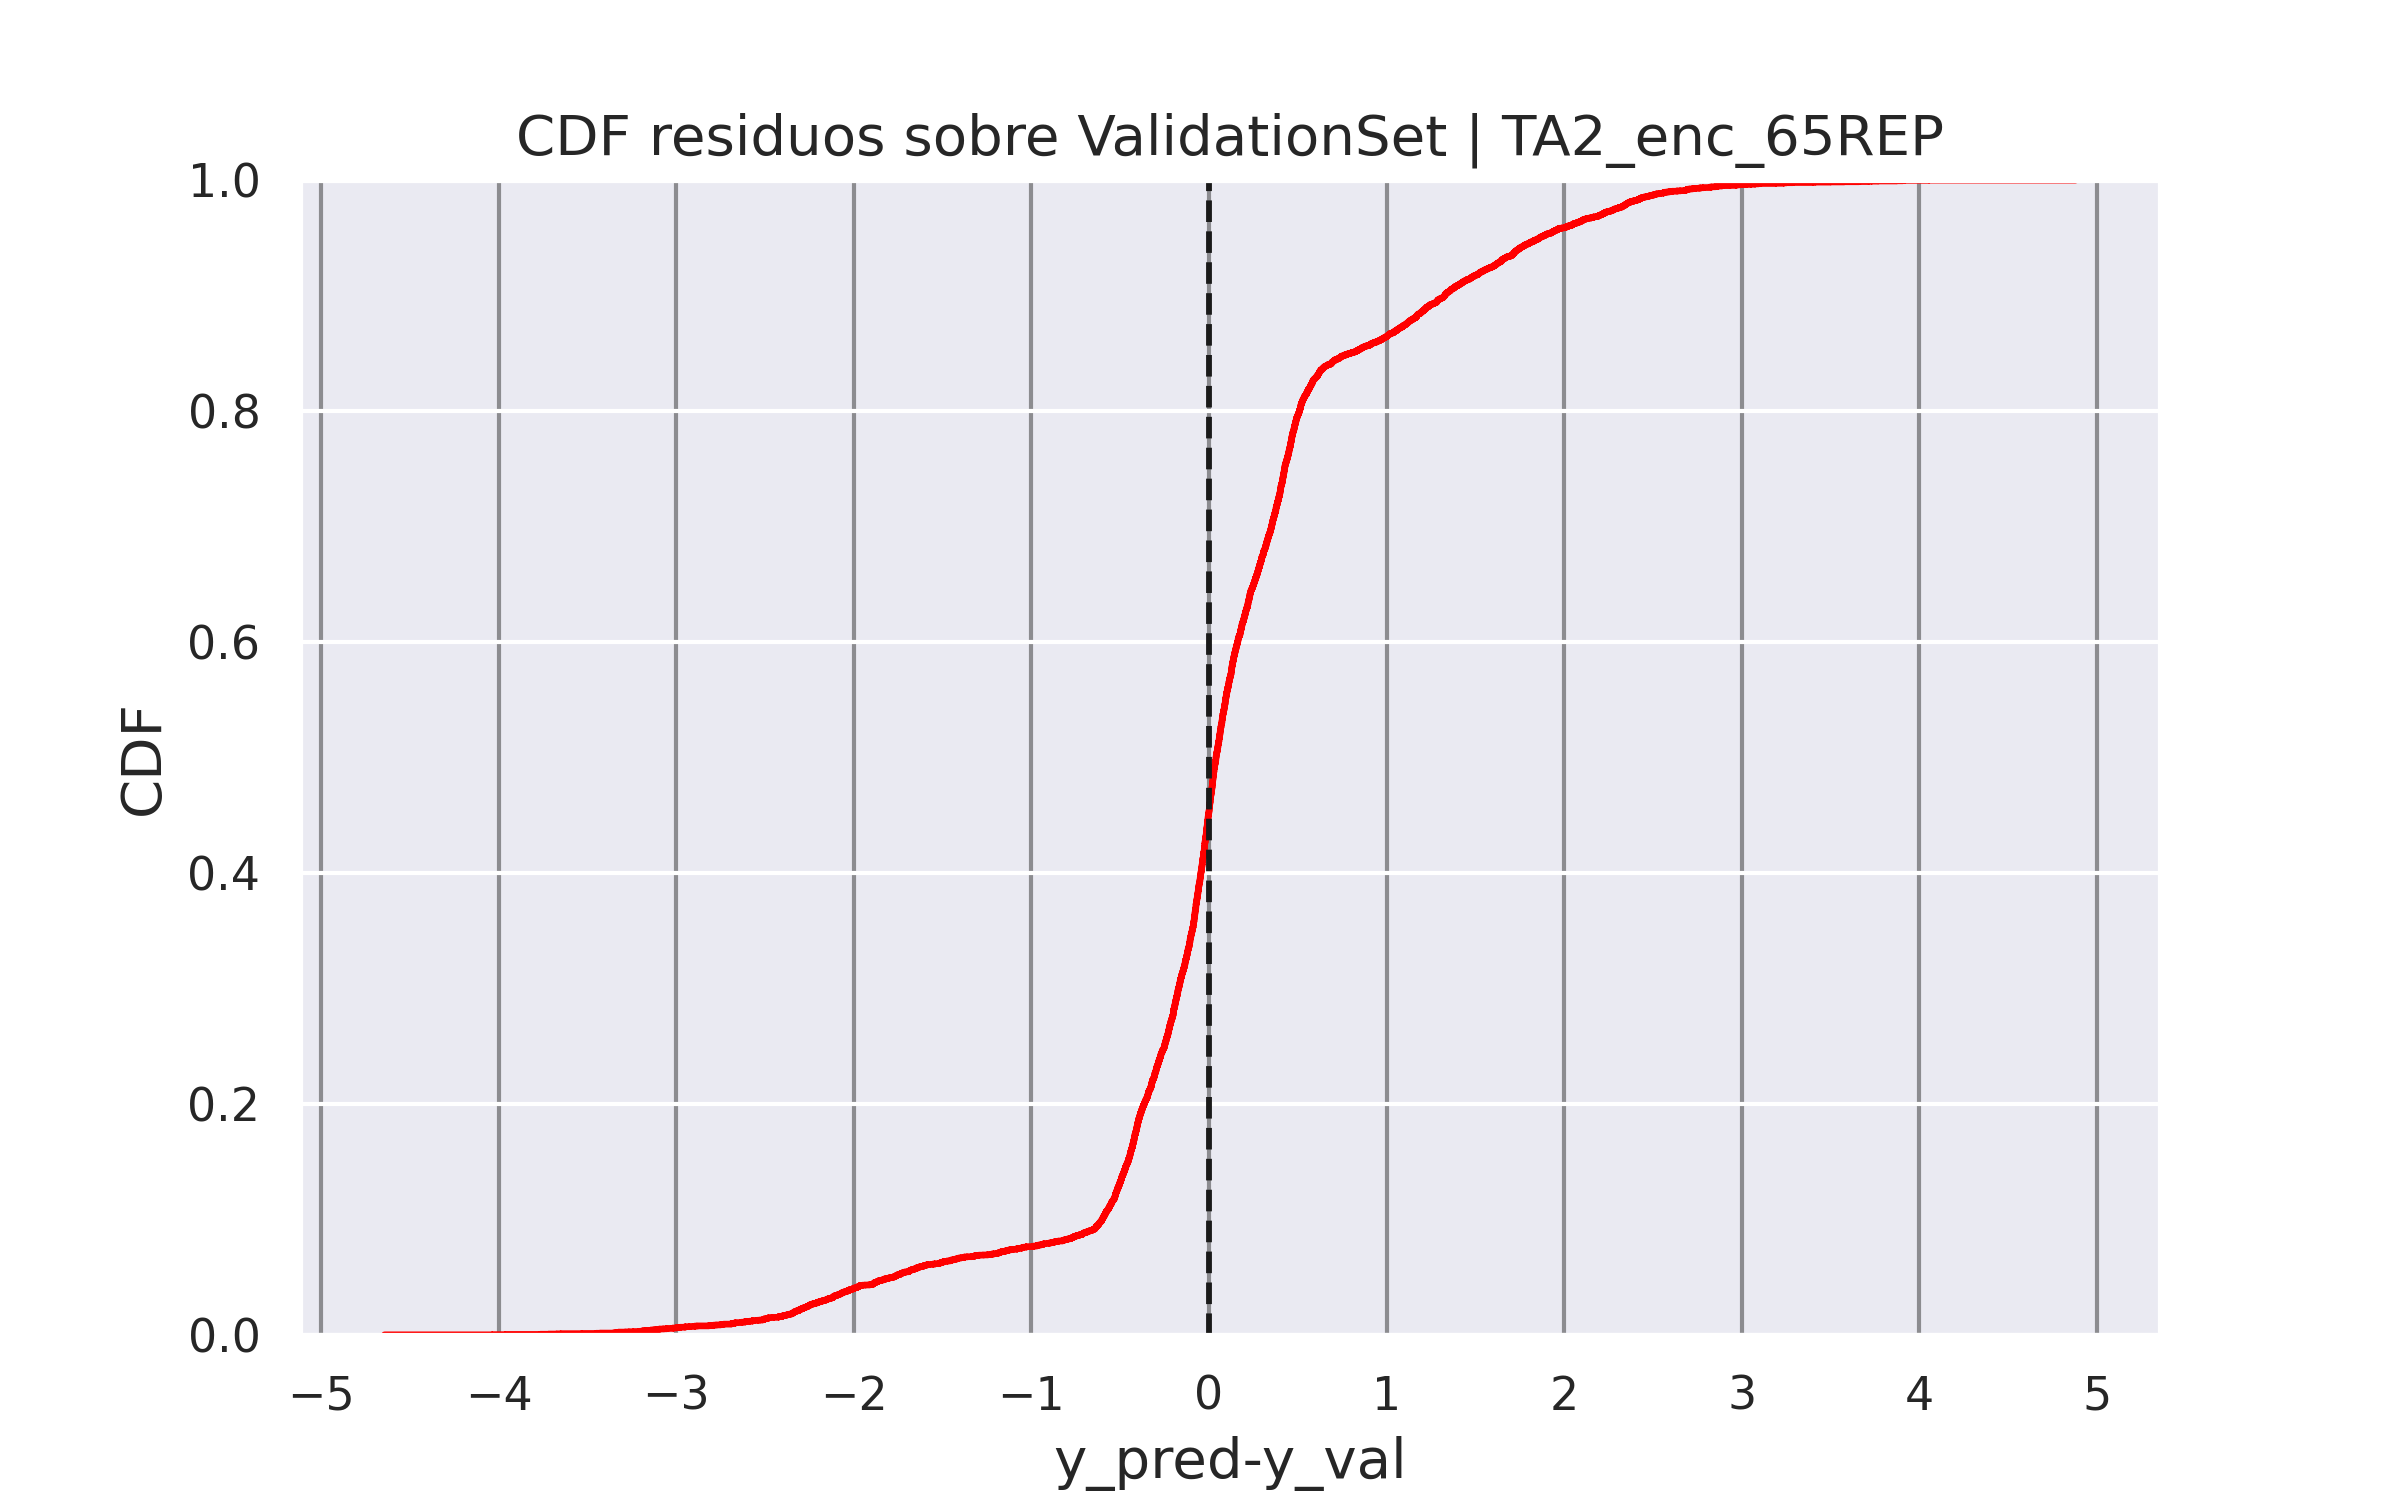 CDF residuos sobre ValidationSet | TA2_enc_65REP
1.0
0.8
0.6
0.4
0.2
0.0
CDF
−5 −4 −3 −2 −1 0 1 2 3 4 5
y_pred-y_val